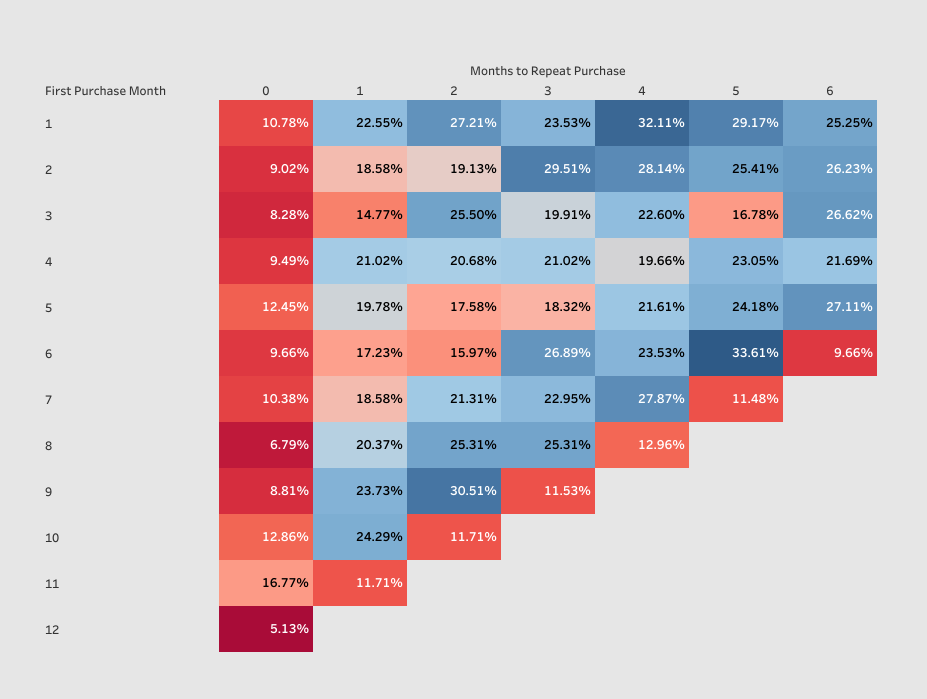 Months to Repeat Purchase
First Purchase Month 0 1 2 3 4 5 6
1 10.78% 22.55% 27.21% 23.53% 32.11% 29.17% 25.25%
2 9.02% 18.58% 19.13% 29.51% 28.14% 25.41% 26.23%
3 8.28% 14.77% 25.50% 19.91% 22.60% 16.78% 26.62%
4 9.49% 21.02% 20.68% 21.02% 19.66% 23.05% 21.69%
5 12.45% 19.78% 17.58% 18.32% 21.61% 24.18% 27.11%
6 9.66% 17.23% 15.97% 26.89% 23.53% 33.61% 9.66%
7 10.38% 18.58% 21.31% 22.95% 27.87% 11.48%
8 6.79% 20.37% 25.31% 25.31% 12.96%
9 8.81% 23.73% 30.51% 11.53%
10 12.86% 24.29% 11.71%
11 16.77% 11.71%
12 5.13%